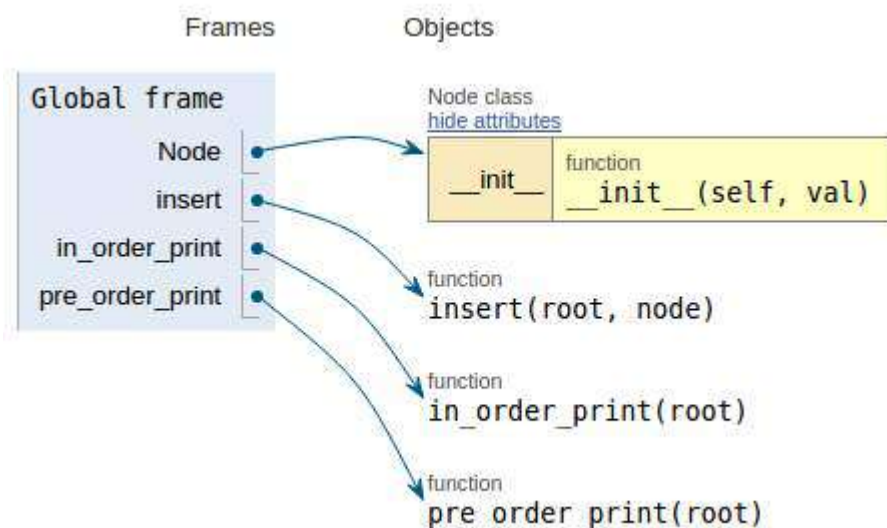 Frames Objects
Global frame
Node
insert
in_order_print
pre_order_print
Node class
hide attributes
__init__
function
__init__(self, val)
function
insert(root, node)
function
in_order_print(root)
function
pre_order_print(root)